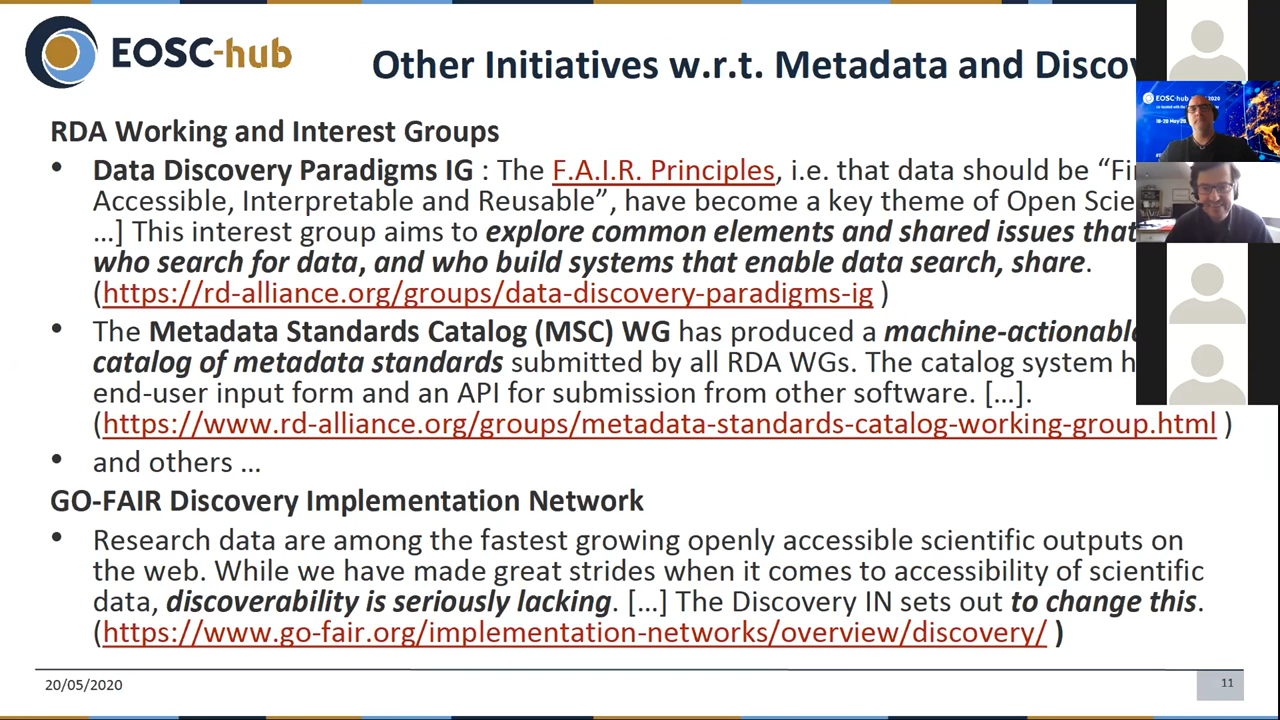 EOSC-hub
Other Initiatives w.r.t. Metadata and
RDA Working and Interest Groups
• Data Discovery Paradigms IG : The F.A.I.R. Principles, i.e. that data should be
Accessible, Interpretable and Reusable”, have become a key theme of Open
…] This interest group aims to explore common elements and shared issues that
who search for data, and who build systems that enable data search, share.
(https://rd-alliance.org/groups/data-discovery-paradigms-ig )
• The Metadata Standards Catalog (MSC) WG has produced a machine-actionable
catalog of metadata standards submitted by all RDA WGs. The catalog system
end-user input form and an API for submission from other software. […].
(https://www.rd-alliance.org/groups/metadata-standards-catalog-working-group.html )
• and others …
GO-FAIR Discovery Implementation Network
• Research data are among the fastest growing openly accessible scientific outputs on
the web. While we have made great strides when it comes to accessibility of scientific
data, discoverability is seriously lacking. […] The Discovery IN sets out to change this.
(https://www.go-fair.org/implementation-networks/overview/discovery/ )
20/05/2020
11
EOSC-hub